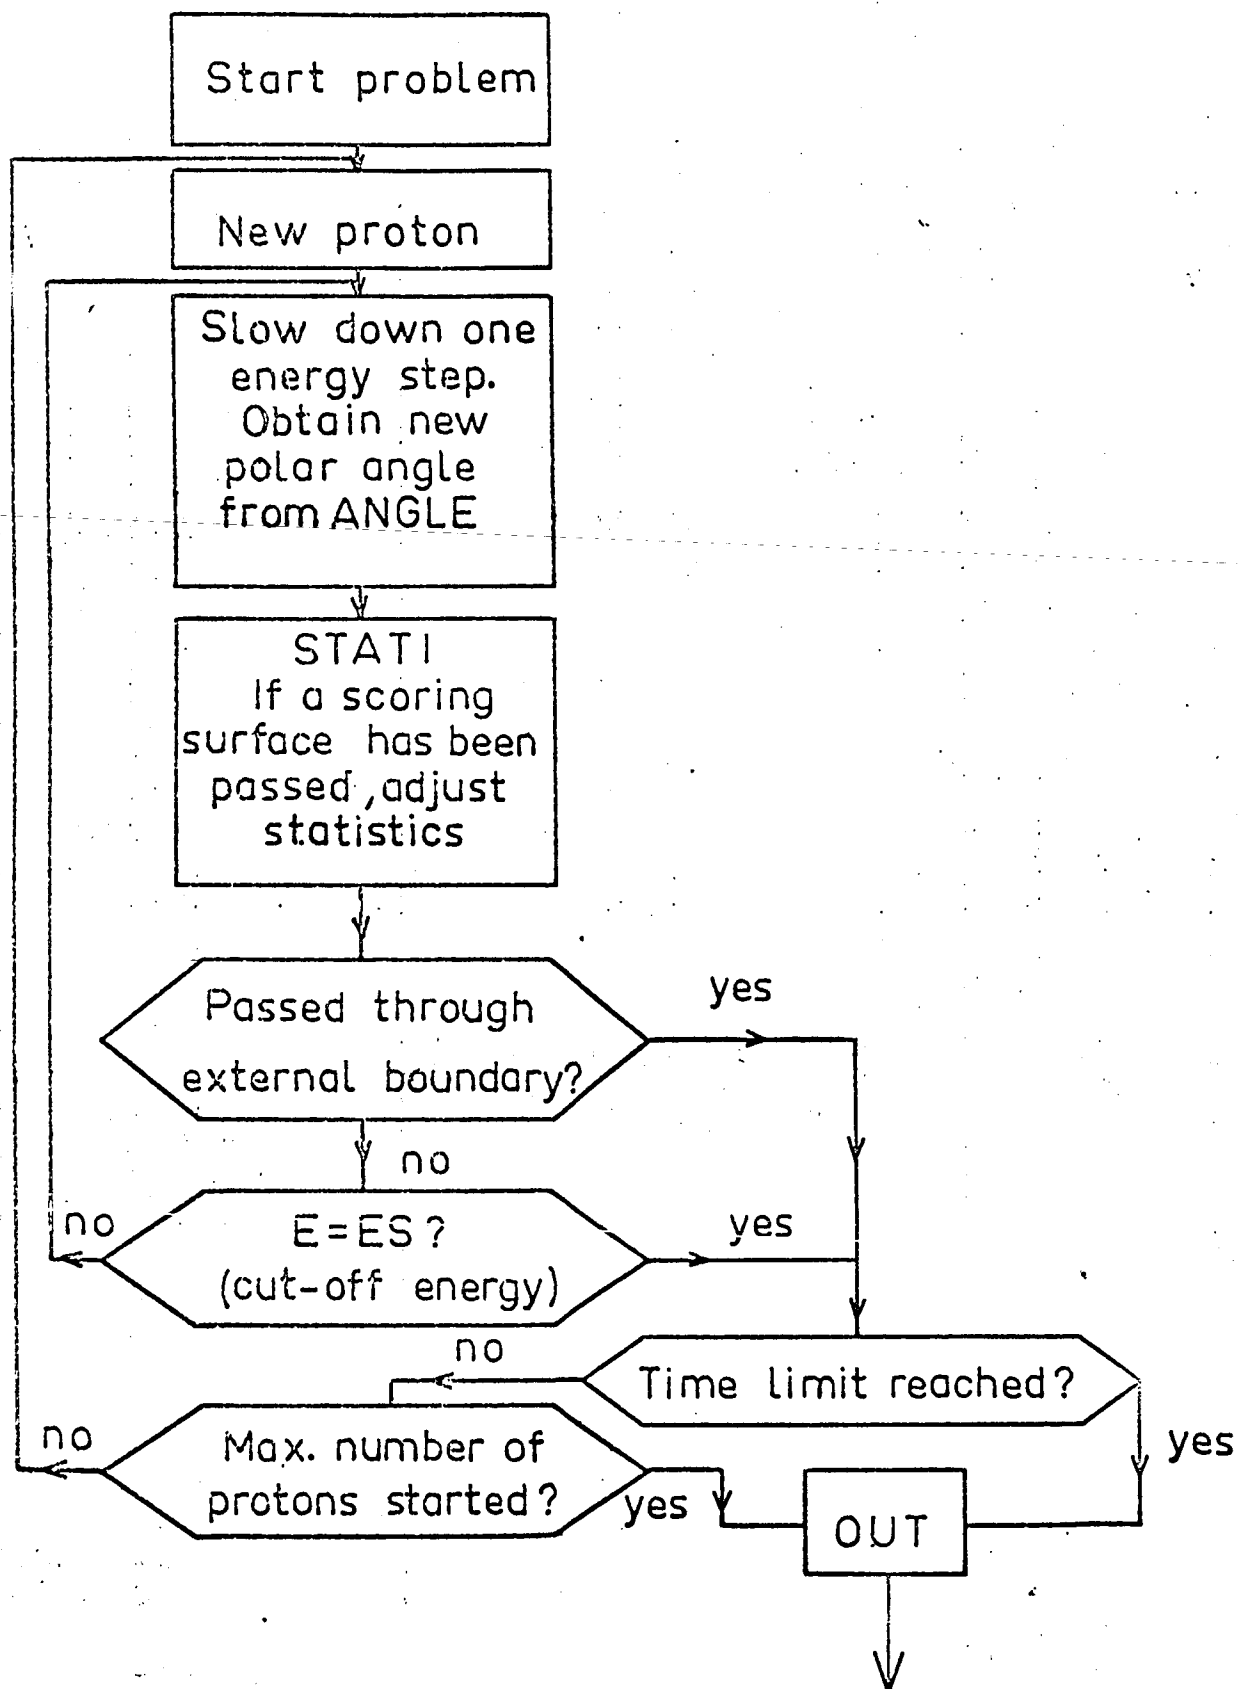 Start problem
New proton
Slow down one
energy step.
Obtain new
polar angle
from ANGLE
STATI
If a scoring
surface has been
passed, adjust
statistics
Passed through
external boundary?
yes
no
E=ES?
(cut-off energy)
no
yes
Time limit reached?
no
yes
Max. number of
protons started?
no
yes
OUT